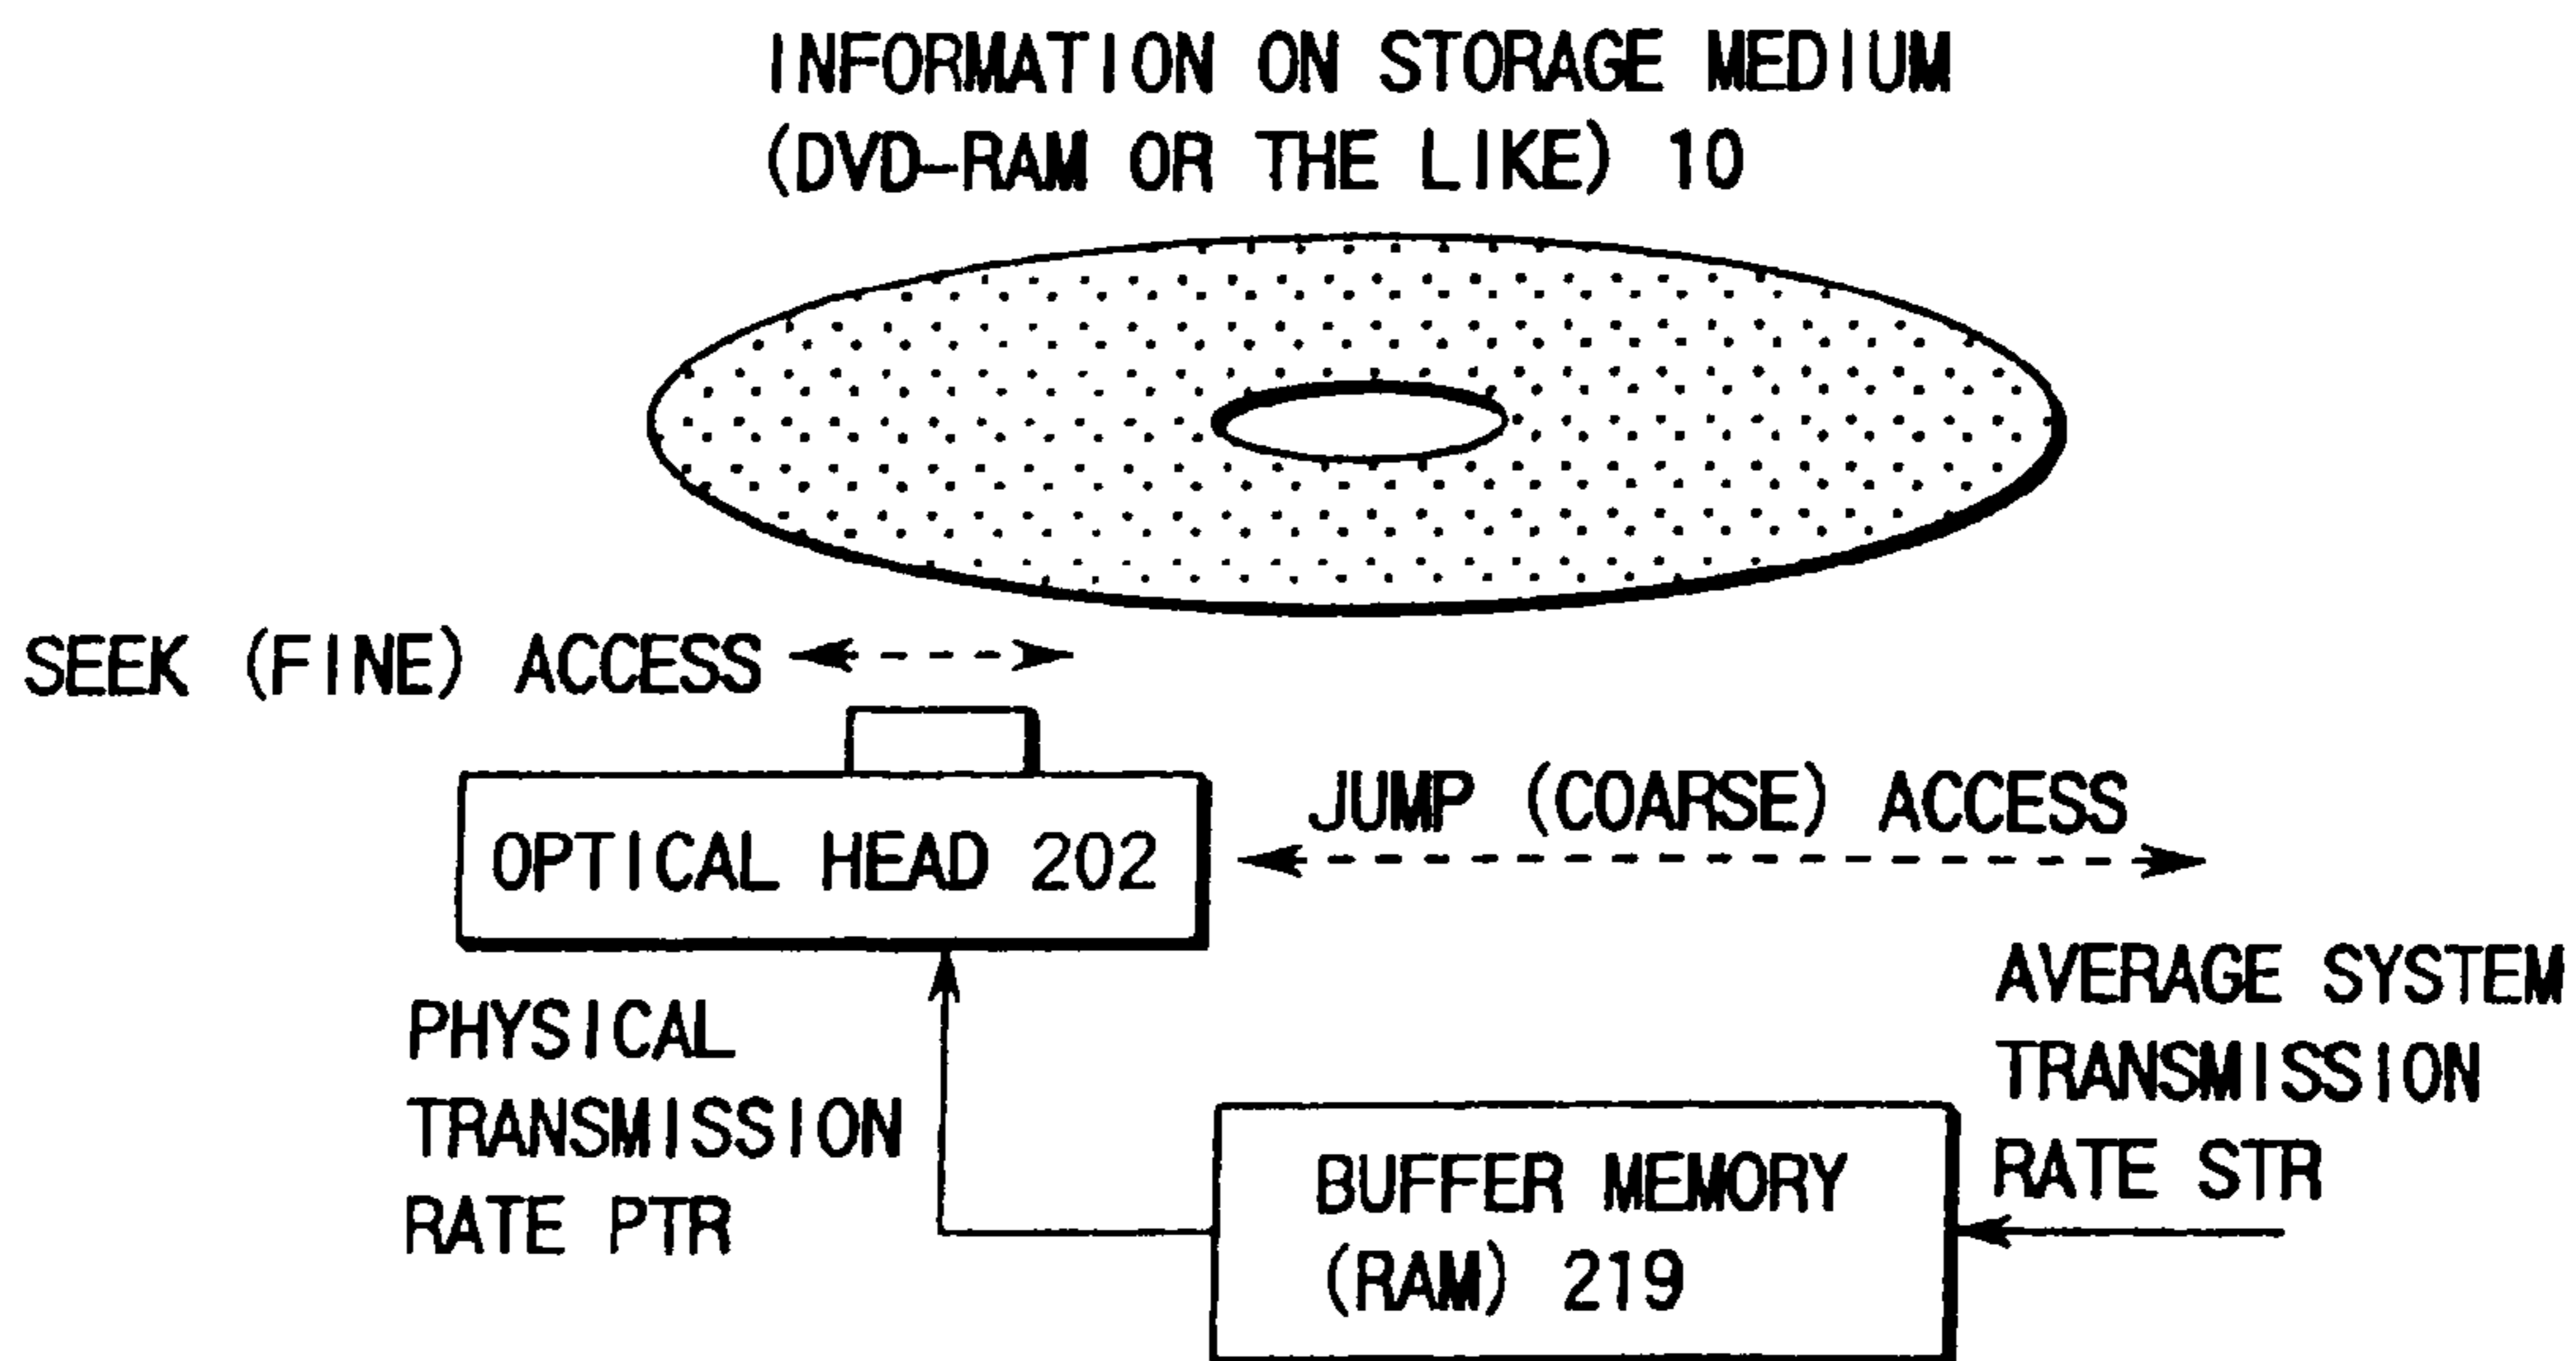 INFORMATION ON STORAGE MEDIUM
(DVD-RAM OR THE LIKE) 10
SEEK (FINE) ACCESS
JUMP (COARSE) ACCESS
OPTICAL HEAD 202
PHYSICAL
TRANSMISSION
RATE PTR
AVERAGE SYSTEM
TRANSMISSION
RATE STR
BUFFER MEMORY
(RAM) 219